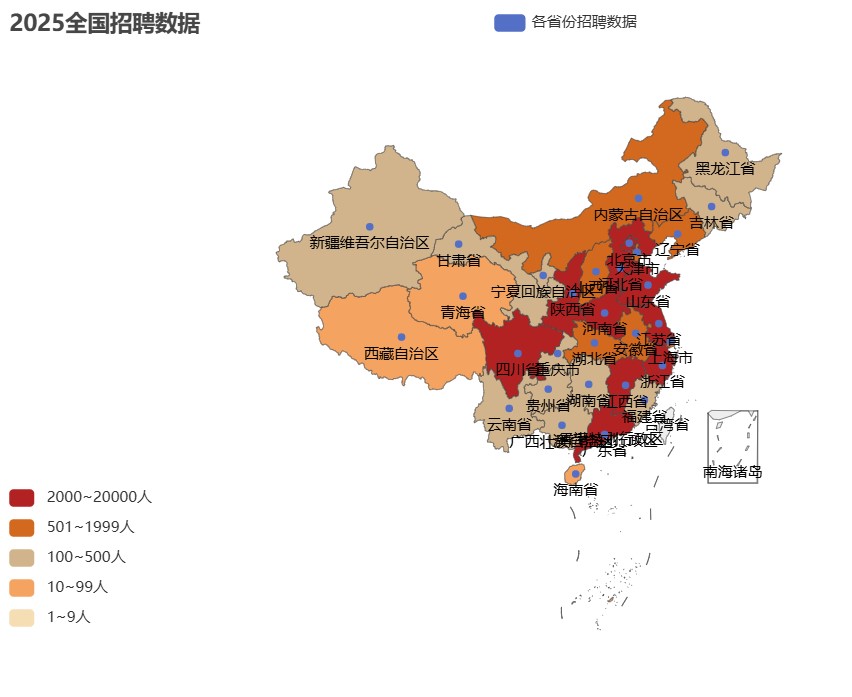 2025全国招聘数据
各省份招聘数据
黑龙江省
吉林省
内蒙古自治区
辽宁省
新疆维吾尔自治区
甘肃省
北京市
天津市
河北省
山西省
宁夏回族自治区
山东省
青海省
陕西省
河南省
江苏省
安徽省
上海市
西藏自治区
四川省
重庆市
湖北省
浙江省
贵州省
湖南省
江西省
福建省
云南省
台湾省
广西壮族自治区
广东省
南海诸岛
海南省
2000~20000人
501~1999人
100~500人
10~99人
1~9人